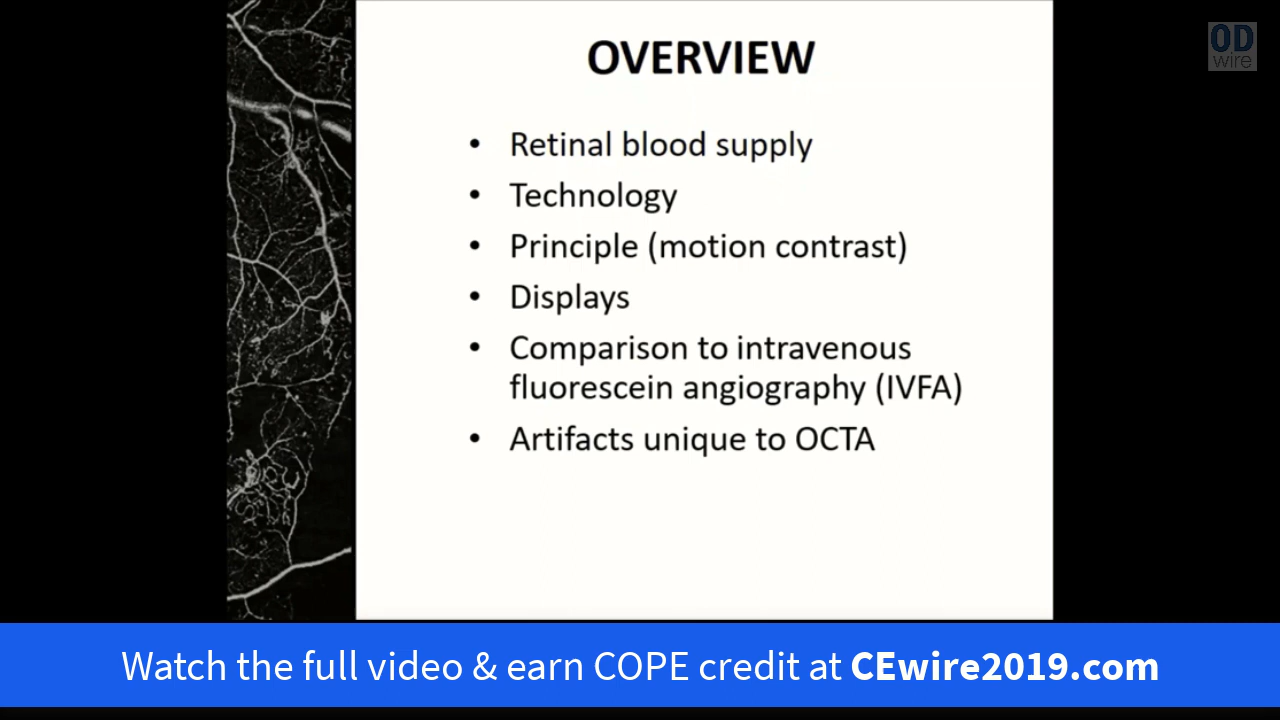 OD
wire
OVERVIEW
• Retinal blood supply
• Technology
• Principle (motion contrast)
• Displays
• Comparison to intravenous
fluorescein angiography (IVFA)
• Artifacts unique to OCTA
Watch the full video & earn COPE credit at CEwire2019.com